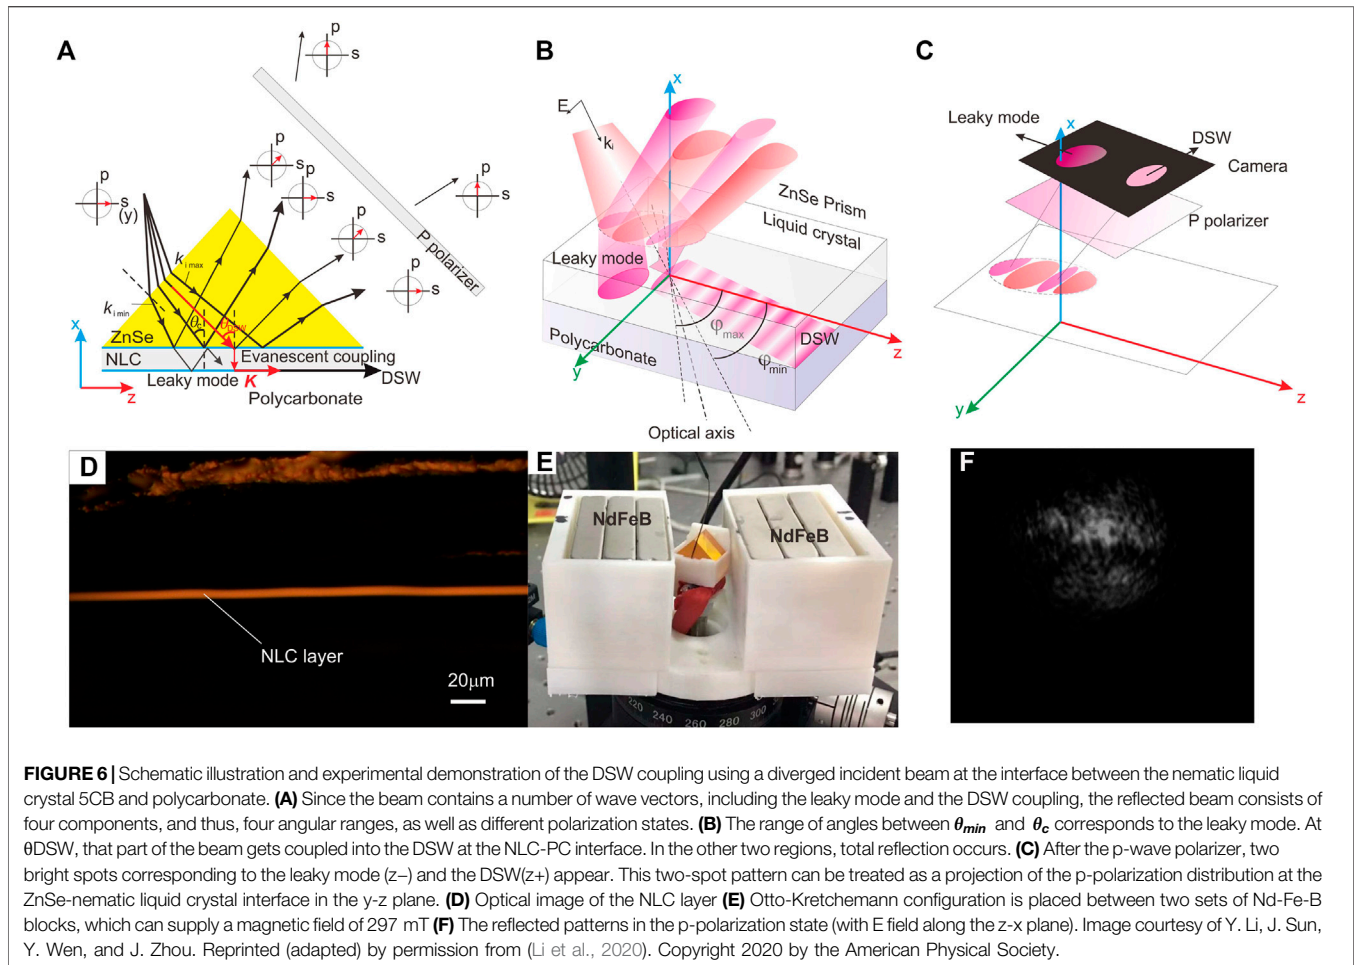 A
p
s
p
s
p
s
p
s
(y)
p
s
p
s
p
s
P polarizer
k i max
k i min
θc
θDSW
x
ZnSe
NLC
Evanescent coupling
Leaky mode
K
DSW
z
Polycarbonate
B
x
E
ki
ZnSe Prism
Liquid crystal
Leaky mode
φmax
φmin
DSW
z
Polycarbonate
y
Optical axis
C
Leaky mode
x
DSW
Camera
P polarizer
y
z
D
NLC layer
20μm
E
NdFeB
NdFeB
220 240 260 280 300
F
FIGURE 6 | Schematic illustration and experimental demonstration of the DSW coupling using a diverged incident beam at the interface between the nematic liquid
crystal 5CB and polycarbonate. (A) Since the beam contains a number of wave vectors, including the leaky mode and the DSW coupling, the reflected beam consists of
four components, and thus, four angular ranges, as well as different polarization states. (B) The range of angles between θmin and θc corresponds to the leaky mode. At
θDSW, that part of the beam gets coupled into the DSW at the NLC-PC interface. In the other two regions, total reflection occurs. (C) After the p-wave polarizer, two
bright spots corresponding to the leaky mode (z–) and the DSW(z+) appear. This two-spot pattern can be treated as a projection of the p-polarization distribution at the
ZnSe-nematic liquid crystal interface in the y-z plane. (D) Optical image of the NLC layer (E) Otto-Kretchemann configuration is placed between two sets of Nd-Fe-B
blocks, which can supply a magnetic field of 297 mT (F) The reflected patterns in the p-polarization state (with E field along the z-x plane). Image courtesy of Y. Li, J. Sun,
Y. Wen, and J. Zhou. Reprinted (adapted) by permission from (Li et al., 2020). Copyright 2020 by the American Physical Society.